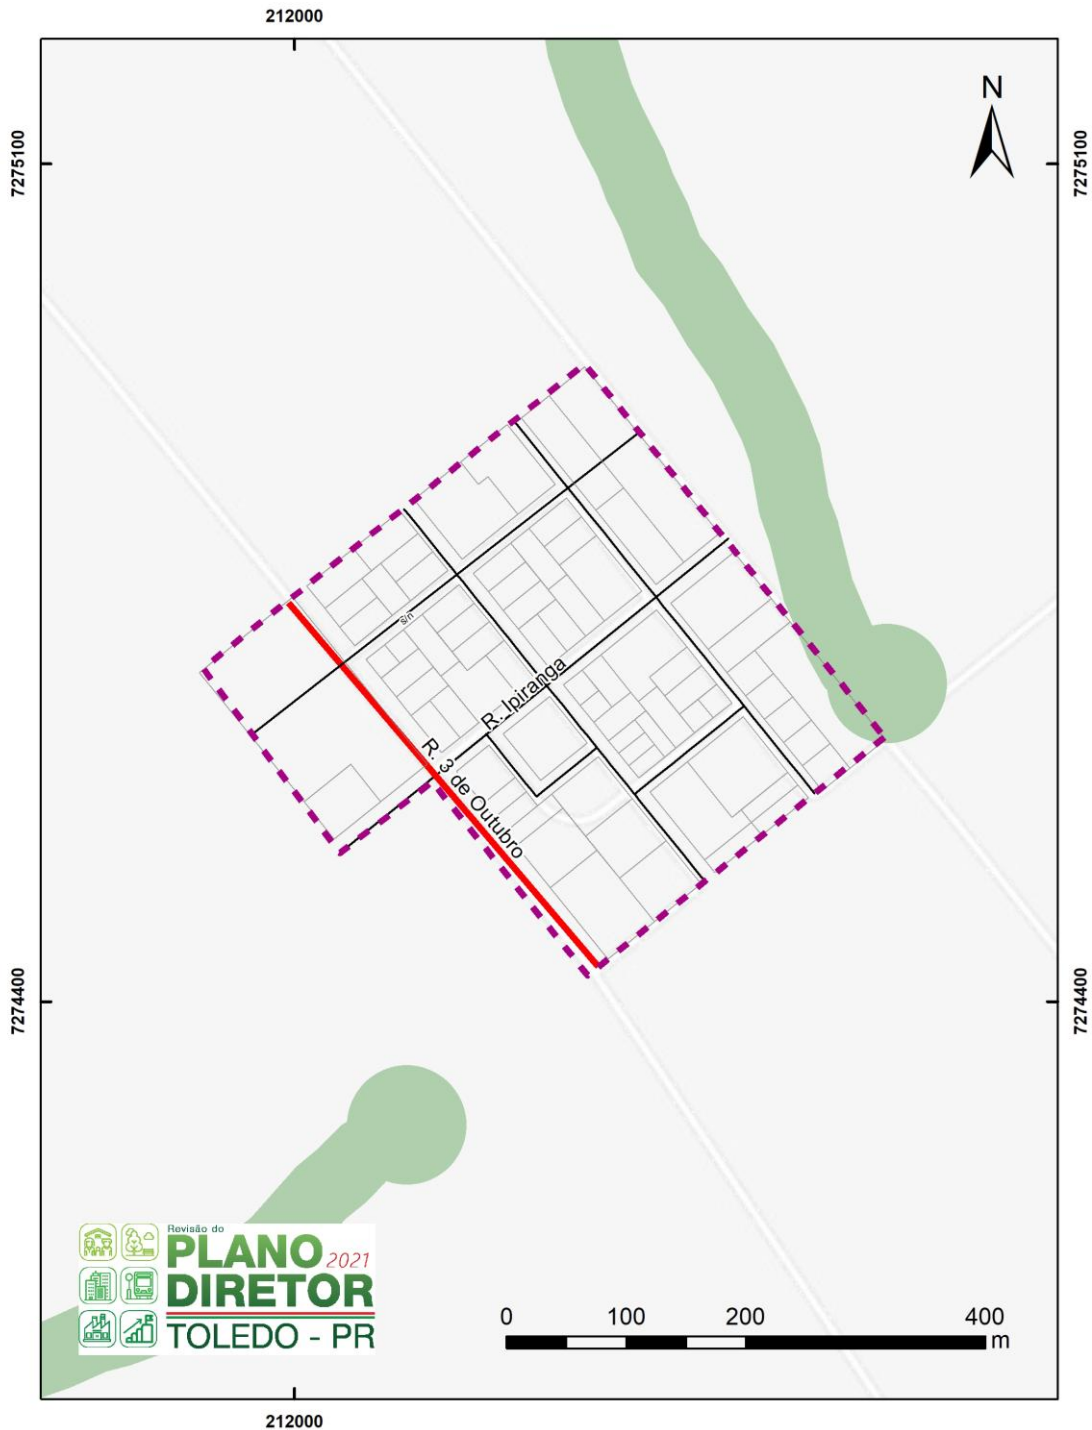 212000
N
7275100
7275100
s/n
R. Ipiranga
R. 3 de Outubro
7274400
7274400
Revisão do
PLANO 2021
DIRETOR
TOLEDO - PR
0 100 200 400
m
212000